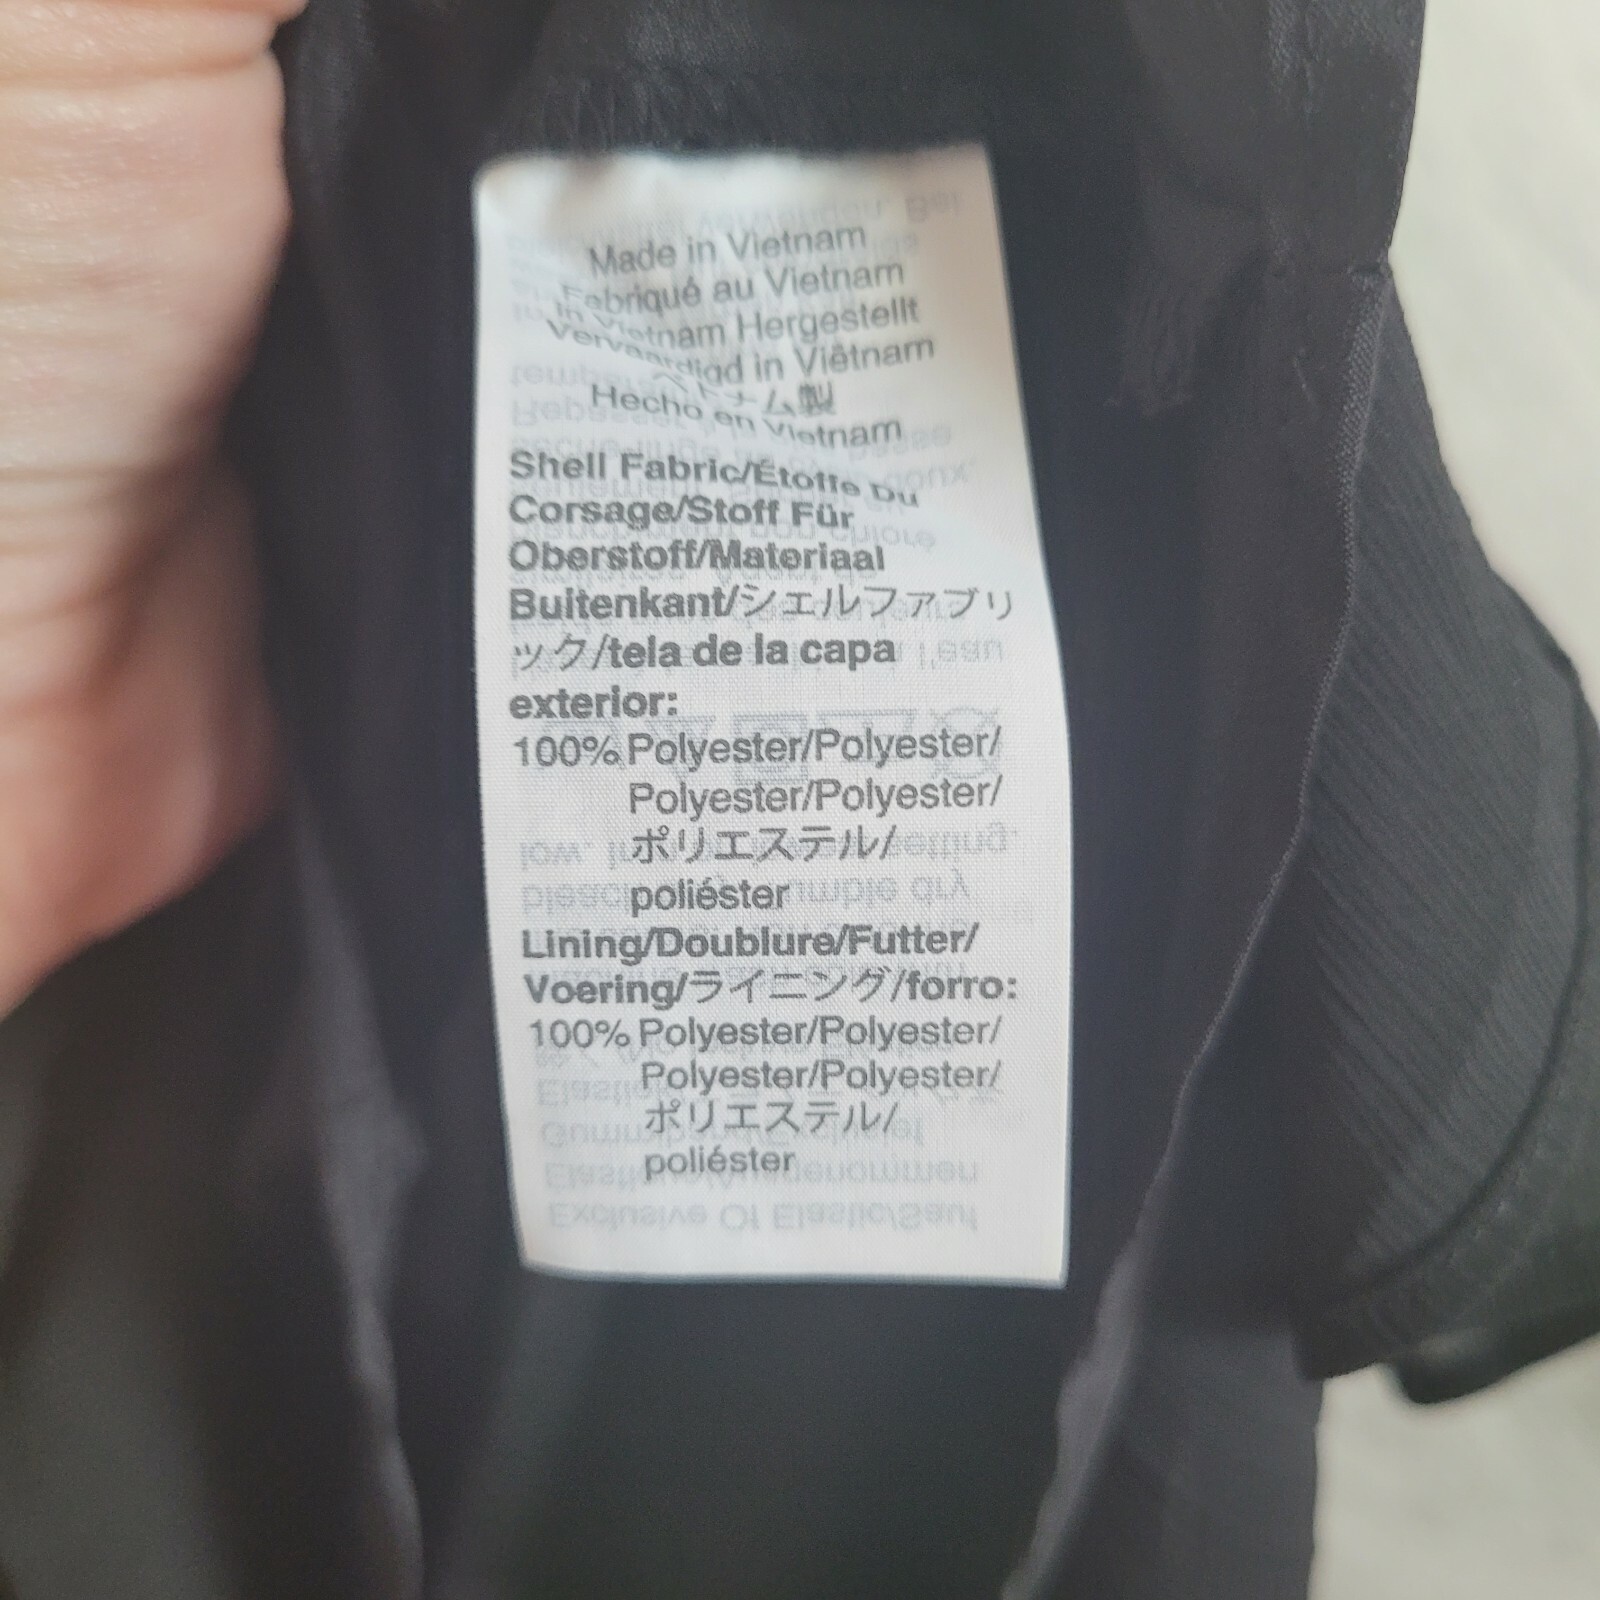 Made in Vietnam
Fabriqué au Vietnam
In Vietnam Hergestellt
Vervaardigd in Viêtnam
ベトナム製
Hecho en Vietnam
Shell Fabric/Étoffe Du
Corsage/Stoff Für
Oberstoff/Materiaal
Buitenkant/シェルファブリ
ック/tela de la capa
exterior:
100% Polyester/Polyester/
Polyester/Polyester/
ポリエステル/
poliéster
Lining/Doublure/Futter/
Voering/ライニング/forro:
100% Polyester/Polyester/
Polyester/Polyester/
ポリエステル/
poliéster